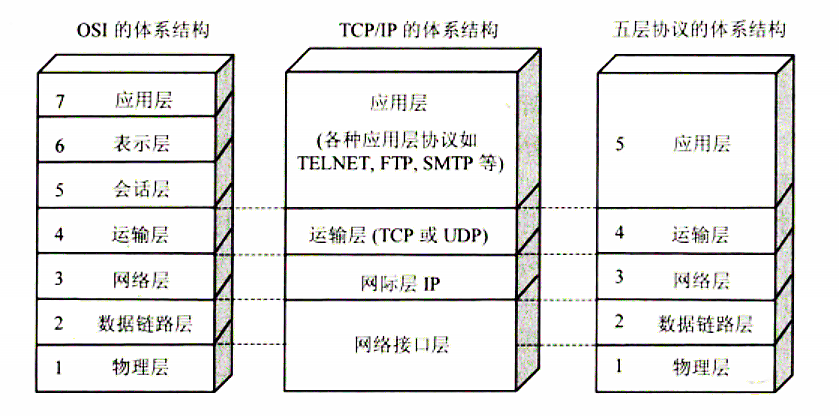 OSI 的体系结构
7 应用层
6 表示层
5 会话层
4 运输层
3 网络层
2 数据链路层
1 物理层
TCP/IP 的体系结构
应用层
(各种应用层协议如
TELNET, FTP, SMTP 等)
运输层 (TCP 或 UDP)
网际层 IP
网络接口层
五层协议的体系结构
5 应用层
4 运输层
3 网络层
2 数据链路层
1 物理层